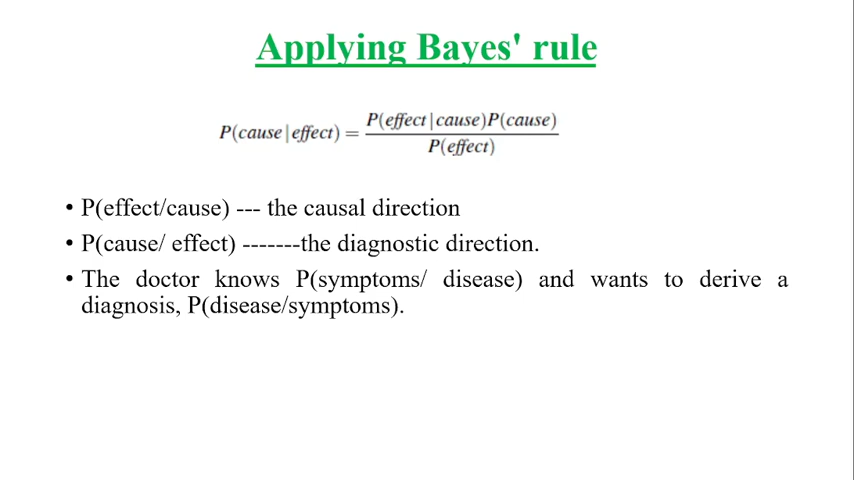 Applying Bayes' rule
P(cause|effect) = P(effect|cause)P(cause) / P(effect)
• P(effect/cause) --- the causal direction
• P(cause/ effect) -------the diagnostic direction.
• The doctor knows P(symptoms/ disease) and wants to derive a
diagnosis, P(disease/symptoms).